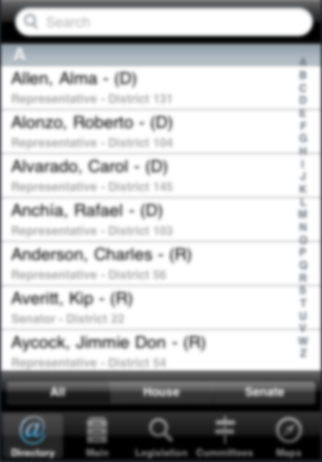 Search
A
Allen, Alma - (D)
Representative - District 131
Alonzo, Roberto - (D)
Representative - District 104
Alvarado, Carol - (D)
Representative - District 145
Anchia, Rafael - (D)
Representative - District 103
Anderson, Charles - (R)
Representative - District 56
Averitt, Kip - (R)
Senator - District 22
Aycock, Jimmie Don - (R)
Representative - District 54
A
B
C
D
E
F
G
H
I
J
K
L
M
N
O
P
Q
R
S
T
U
V
W
Z
All House Senate
Directory Main Legislation Committees Maps